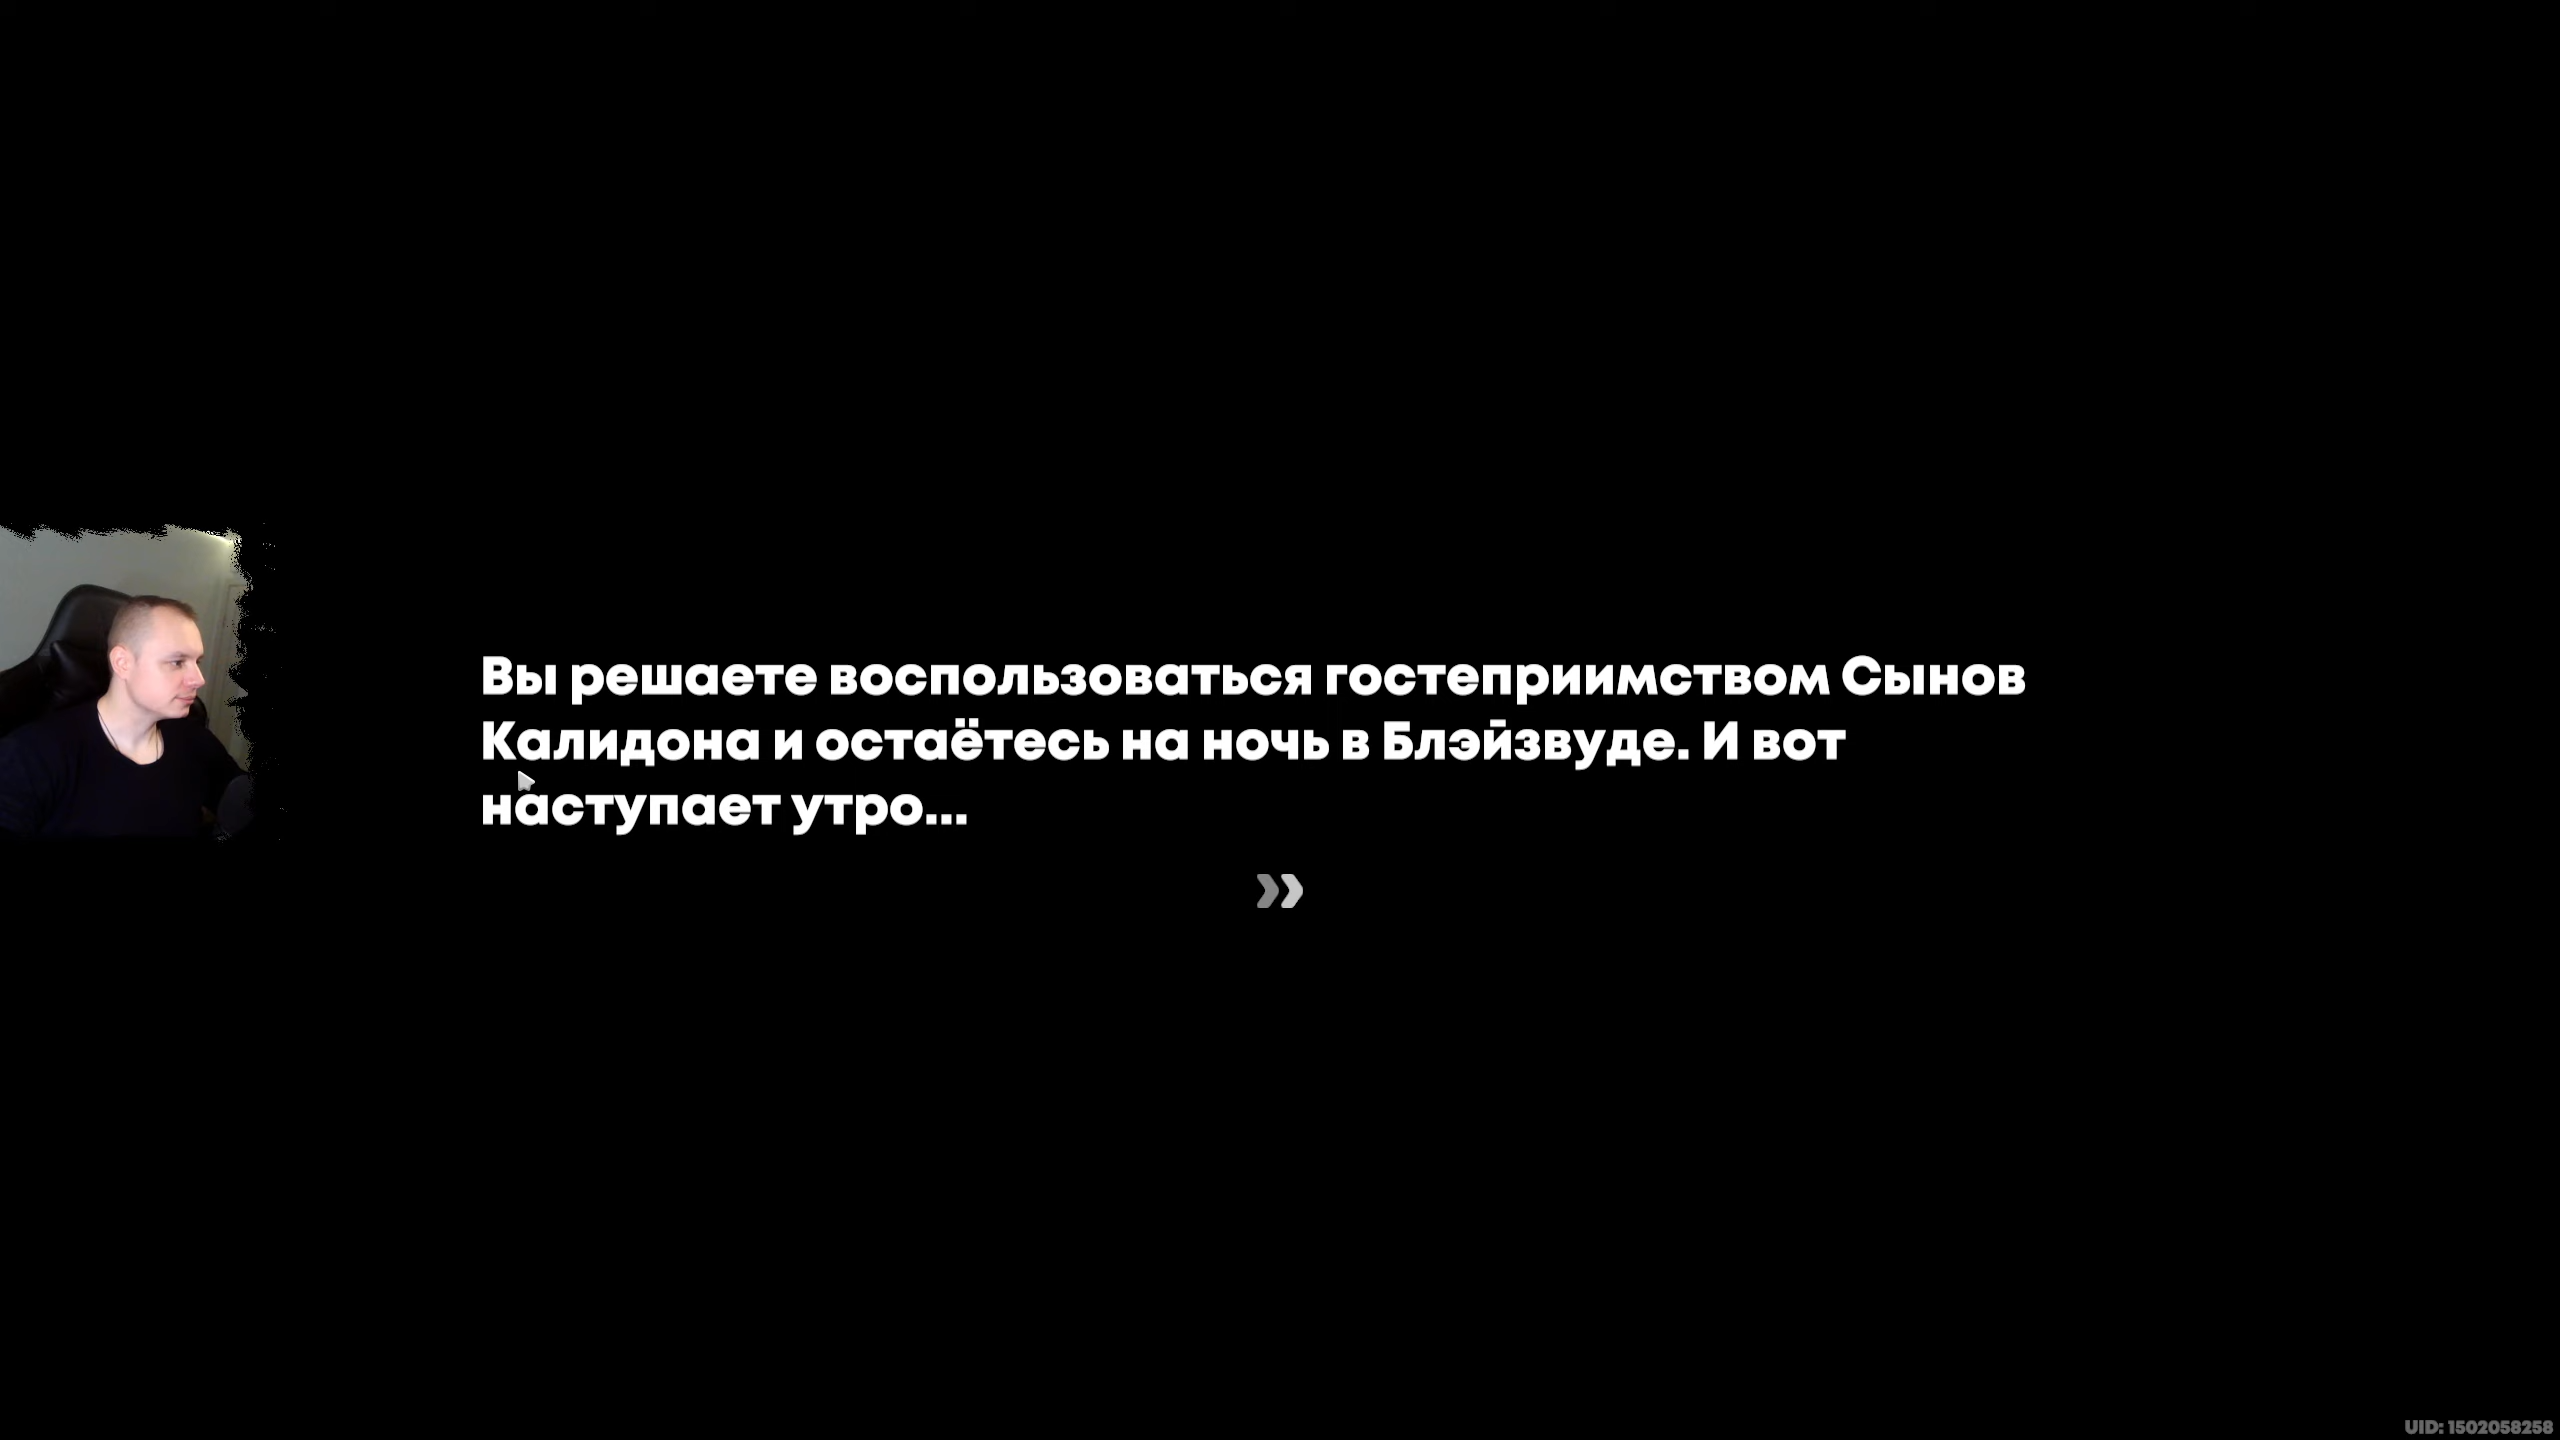 Вы решаете воспользоваться гостеприимством Сынов
Калидона и остаётесь на ночь в Блэйзвуде. И вот
наступает утро...
UID: 1502058258